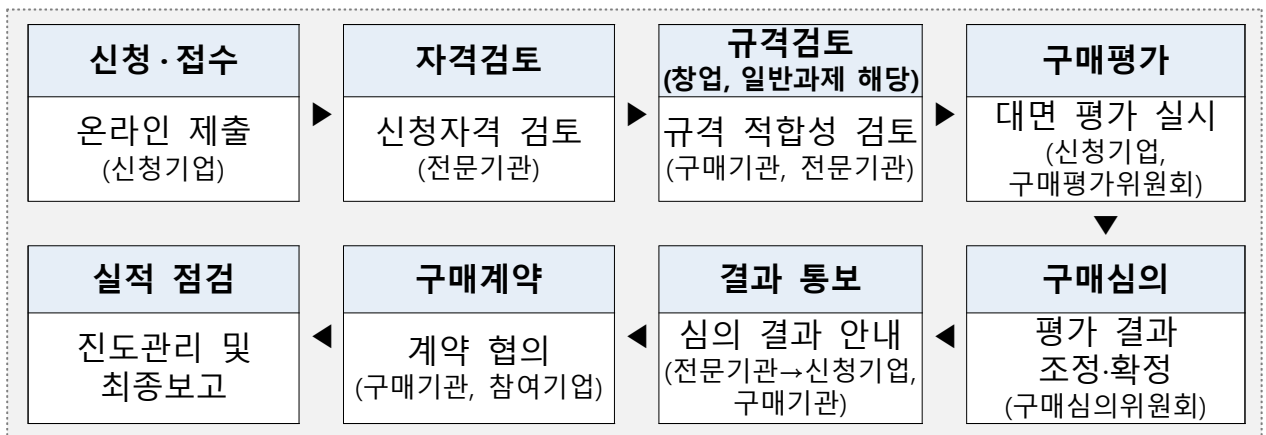 신청·접수
온라인 제출
(신청기업)
▶
자격검토
신청자격 검토
(전문기관)
▶
규격검토
(창업, 일반과제 해당)
규격 적합성 검토
(구매기관, 전문기관)
▶
구매평가
대면 평가 실시
(신청기업,
구매평가위원회)
▼
구매심의
평가 결과
조정·확정
(구매심의위원회)
◀
결과 통보
심의 결과 안내
(전문기관→신청기업,
구매기관)
◀
구매계약
계약 협의
(구매기관, 참여기업)
◀
실적 점검
진도관리 및
최종보고